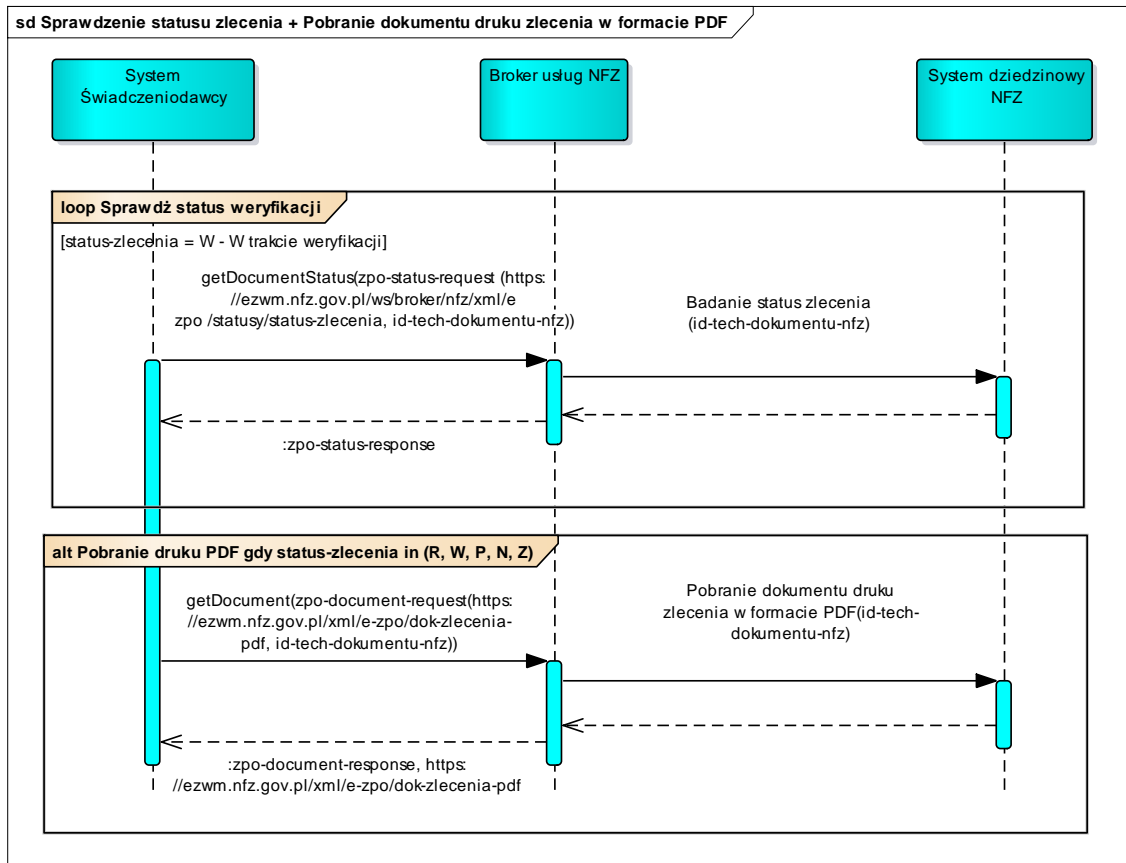 sd Sprawdzenie statusu zlecenia + Pobranie dokumentu druku zlecenia w formacie PDF
System
Świadczeniodawcy
Broker usług NFZ
System dziedzinowy
NFZ
loop Sprawdź status weryfikacji
[status-zlecenia = W - W trakcie weryfikacji]
getDocumentStatus(zpo-status-request (https:
//ezwm.nfz.gov.pl/ws/broker/nfz/xml/e
zpo /statusy/status-zlecenia, id-tech-dokumentu-nfz))
Badanie status zlecenia
(id-tech-dokumentu-nfz)
:zpo-status-response
alt Pobranie druku PDF gdy status-zlecenia in (R, W, P, N, Z)
getDocument(zpo-document-request(https:
//ezwm.nfz.gov.pl/xml/e-zpo/dok-zlecenia-
pdf, id-tech-dokumentu-nfz))
Pobranie dokumentu druku
zlecenia w formacie PDF(id-tech-
dokumentu-nfz)
:zpo-document-response, https:
//ezwm.nfz.gov.pl/xml/e-zpo/dok-zlecenia-pdf